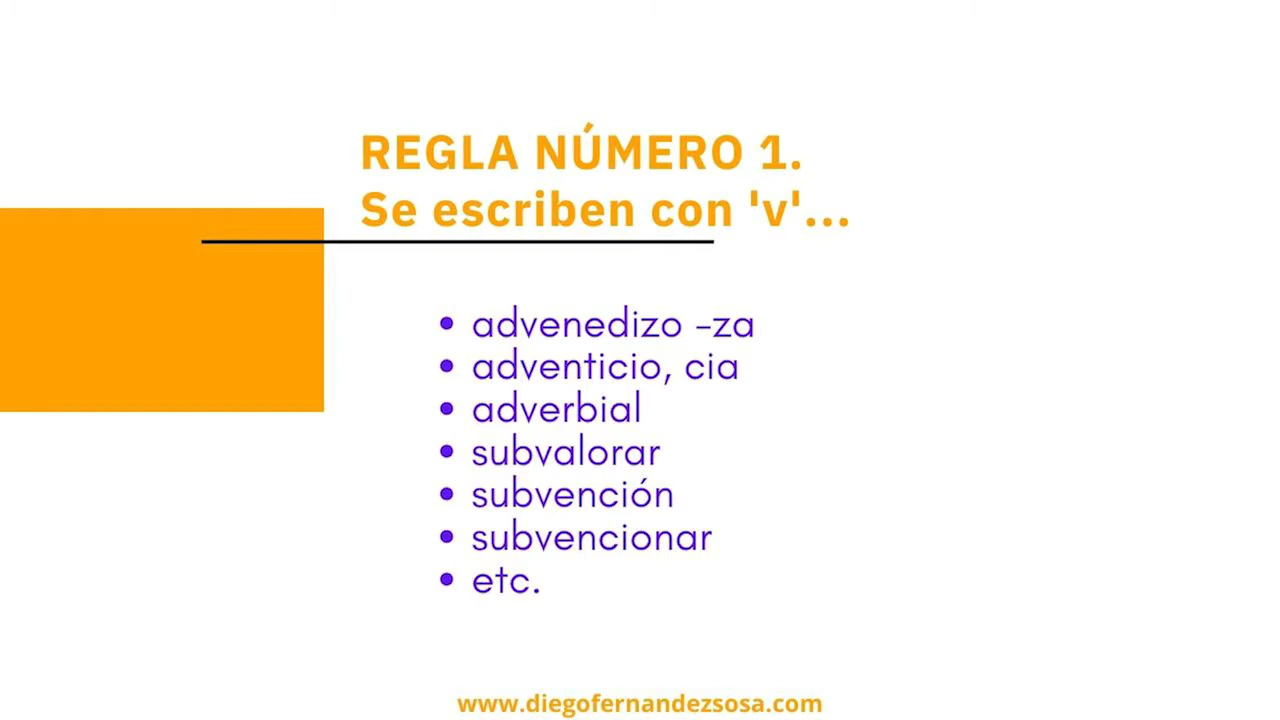 REGLA NÚMERO 1.
Se escriben con 'v'...
• advenedizo -za
• adventicio, cia
• adverbial
• subvalorar
• subvención
• subvencionar
• etc.
www.diegofernandezsosa.com